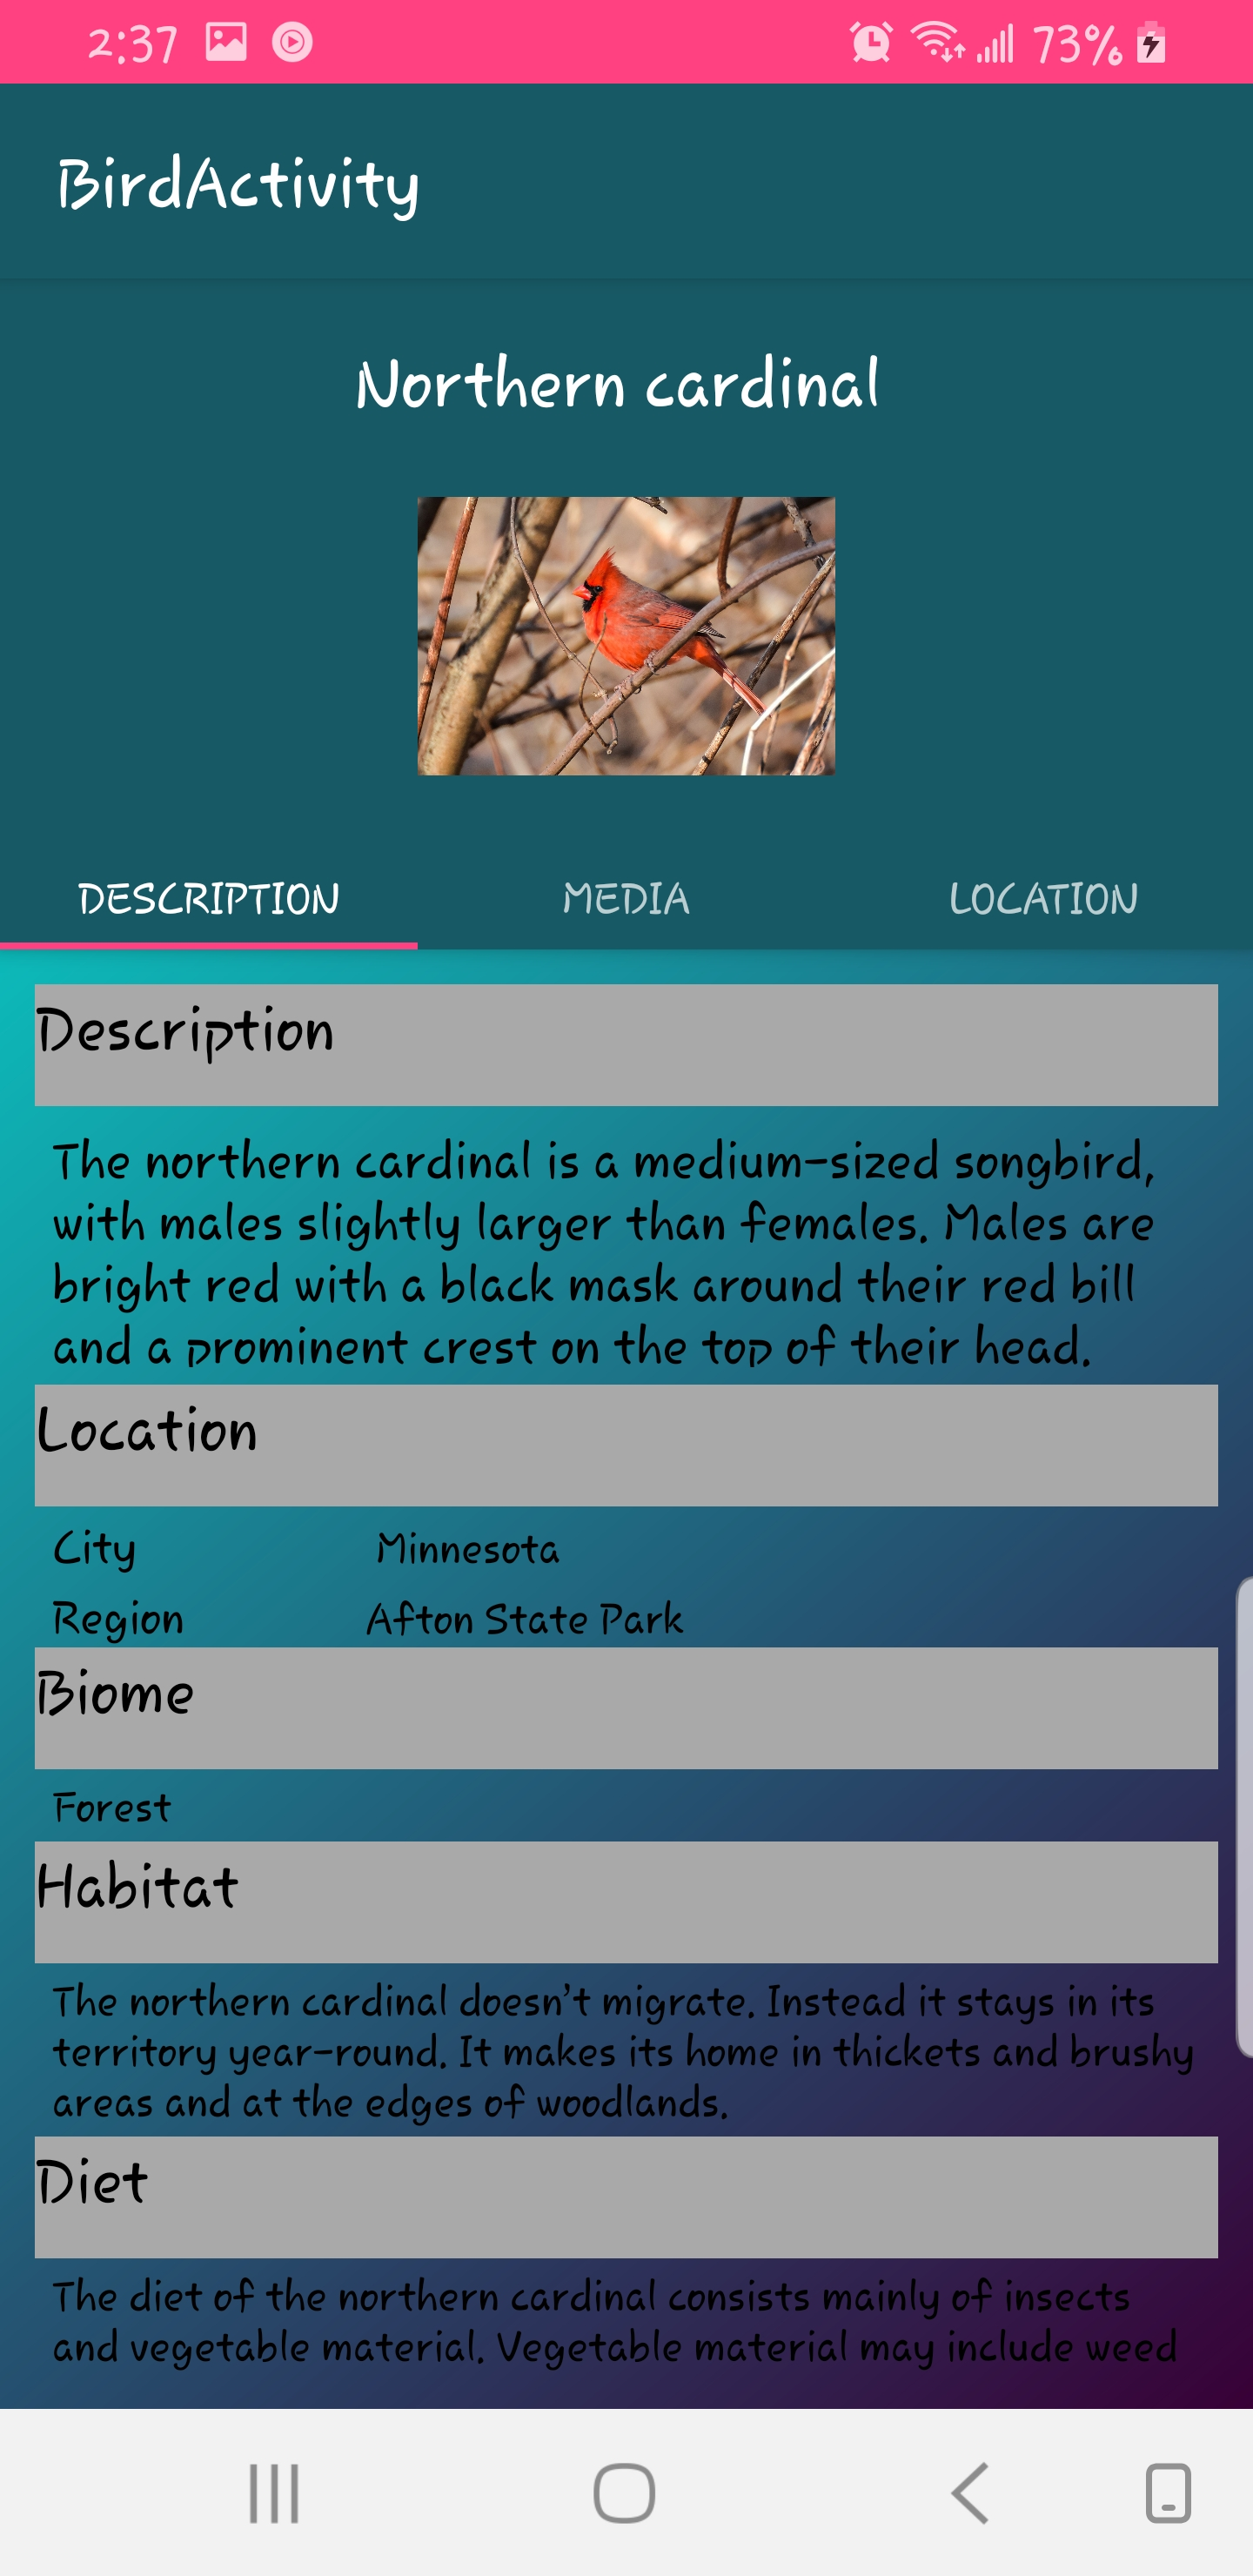 2:37 73%
BirdActivity
Northern cardinal
DESCRIPTION MEDIA LOCATION
Description
The northern cardinal is a medium-sized songbird,
with males slightly larger than females. Males are
bright red with a black mask around their red bill
and a prominent crest on the top of their head.
Location
City Minnesota
Region Afton State Park
Biome
Forest
Habitat
The northern cardinal doesn't migrate. Instead it stays in its
territory year-round. It makes its home in thickets and brushy
areas and at the edges of woodlands.
Diet
The diet of the northern cardinal consists mainly of insects
and vegetable material. Vegetable material may include weed